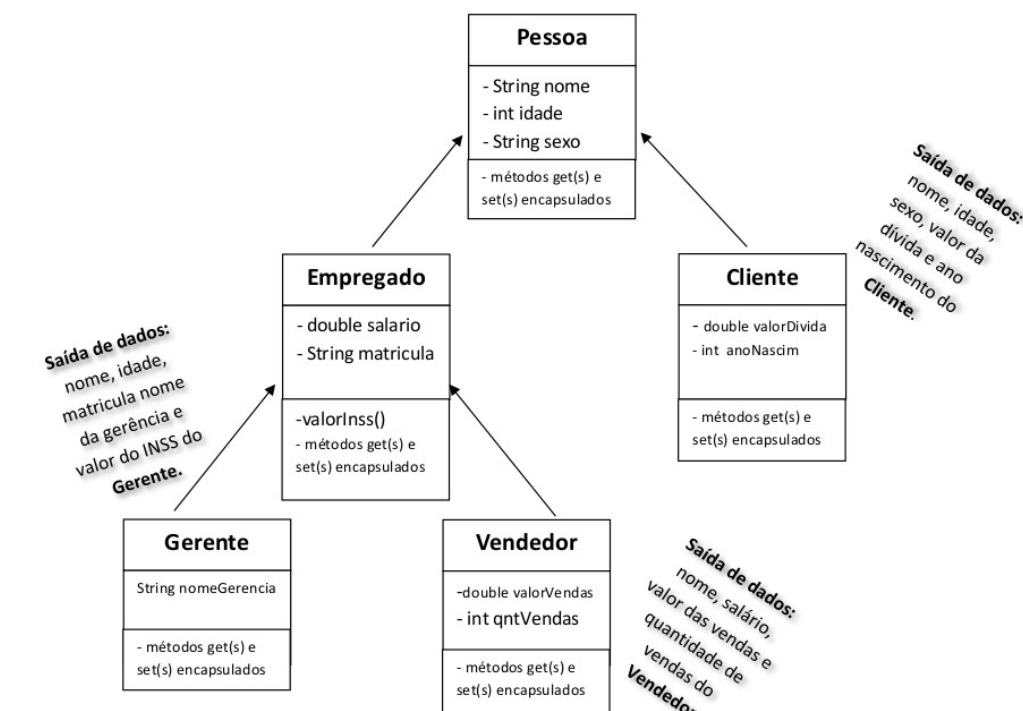 Pessoa
- String nome
- int idade
- String sexo
- métodos get(s) e
set(s) encapsulados
Saída de dados:
nome, idade,
sexo, valor da
dívida e ano
nascimento do
Cliente.
Empregado
- double salario
- String matricula
-valorInss()
- métodos get(s) e
set(s) encapsulados
Cliente
- double valorDivida
- int anoNascim
- métodos get(s) e
set(s) encapsulados
Saída de dados:
nome, idade,
matricula nome
da gerência e
valor do INSS do
Gerente.
Gerente
String nomeGerencia
- métodos get(s) e
set(s) encapsulados
Vendedor
-double valorVendas
- int qntVendas
- métodos get(s) e
set(s) encapsulados
Saída de dados:
nome, salário,
valor das vendas e
quantidade de
vendas do
Vendedor